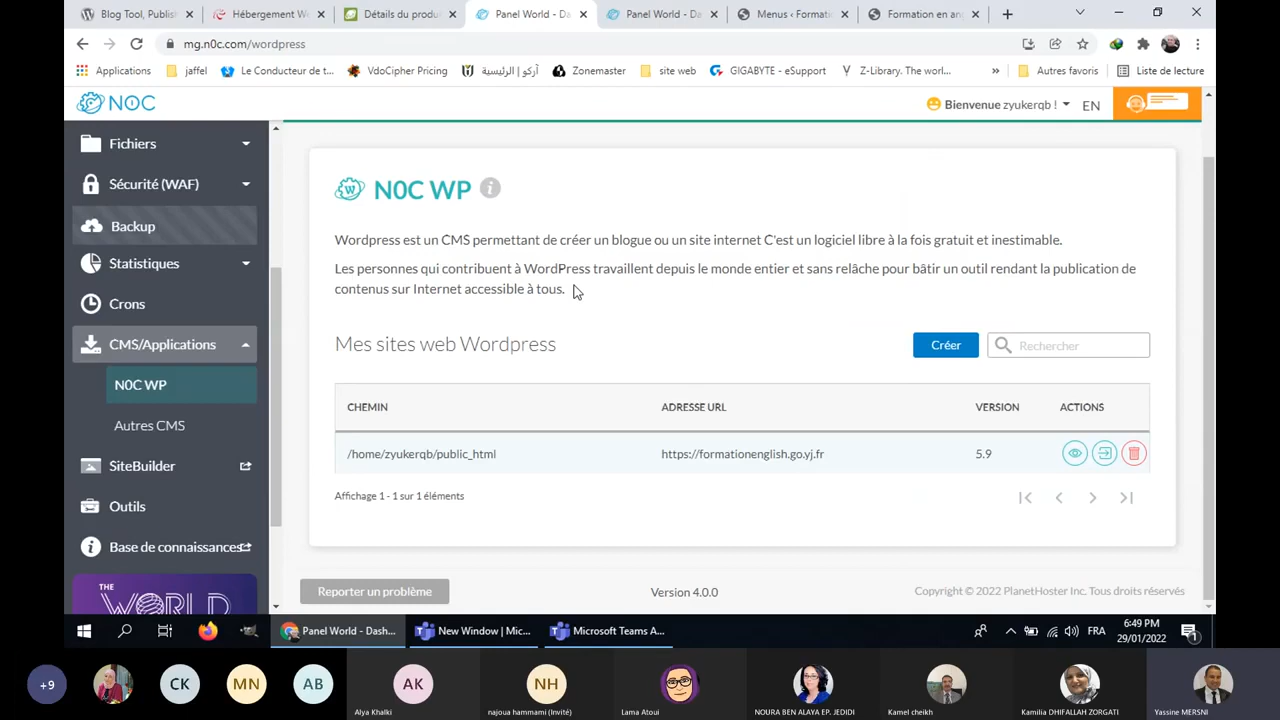 Blog Tool, Publish
Hébergement We
Détails du produ
Panel World - Da
Panel World - Da
Menus ‹ Formati
Formation en an
mg.n0c.com/wordpress
Applications
jaffel
Le Conducteur de t...
VdoCipher Pricing
آركو | الرئيسية
Zonemaster
site web
GIGABYTE - eSupport
Z-Library. The worl...
»
Autres favoris
Liste de lecture
N0C
Bienvenue zyukerqb !
EN
Fichiers
Sécurité (WAF)
Backup
Statistiques
Crons
CMS/Applications
N0C WP
Autres CMS
SiteBuilder
Outils
Base de connaissances
THE
WORLD
N0C WP
Wordpress est un CMS permettant de créer un blogue ou un site internet C'est un logiciel libre à la fois gratuit et inestimable.
Les personnes qui contribuent à WordPress travaillent depuis le monde entier et sans relâche pour bâtir un outil rendant la publication de
contenus sur Internet accessible à tous.
Mes sites web Wordpress
Créer
Rechercher
CHEMIN ADRESSE URL VERSION ACTIONS
/home/zyukerqb/public_html https://formationenglish.go.yj.fr 5.9
Affichage 1 - 1 sur 1 éléments
Reporter un problème
Version 4.0.0
Copyright © 2022 PlanetHoster Inc. Tous droits réservés
Panel World - Dash...
New Window | Mic...
Microsoft Teams A...
FRA
6:49 PM
29/01/2022
1
+9
CK
MN
AB
AK
Alya Khalki
NH
najoua hammami (Invité)
Lama Atoui
NOURA BEN ALAYA EP. JEDIDI
Kamel cheikh
Kamilia DHIFALLAH ZORGATI
Yassine MERSNI